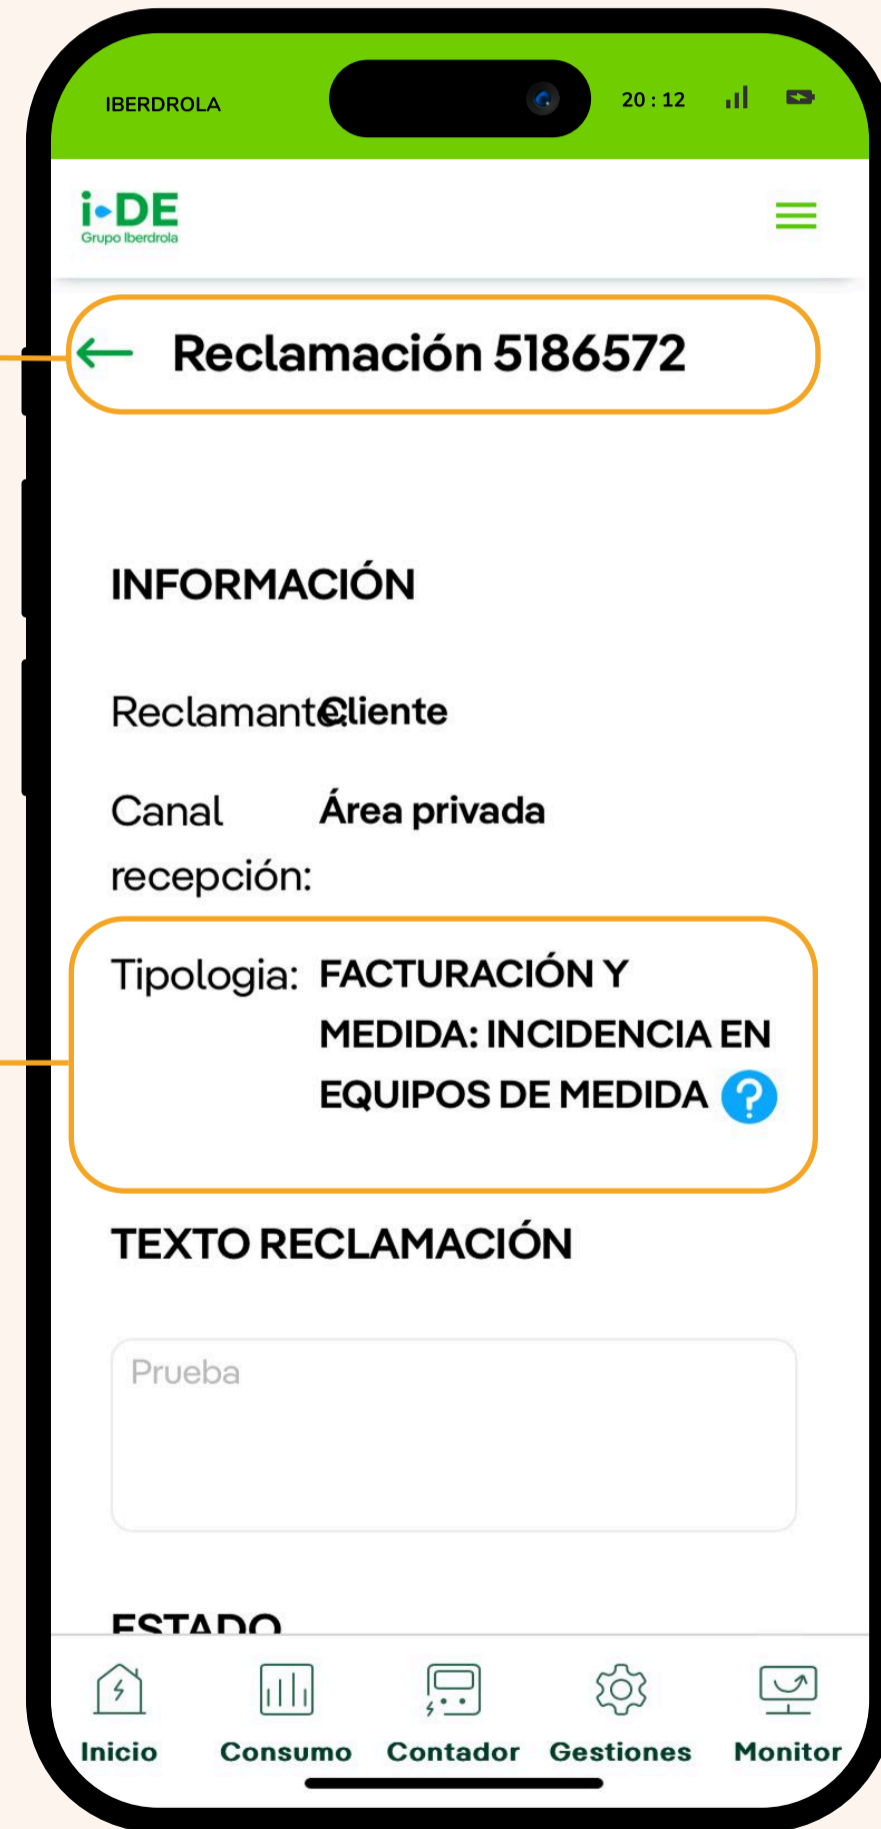 IBERDROLA
20:12
i-DE
Grupo Iberdrola
Reclamación 5186572
INFORMACIÓN
Reclamante: Cliente
Canal recepción: Área privada
Tipologia: FACTURACIÓN Y
MEDIDA: INCIDENCIA EN
EQUIPOS DE MEDIDA ?
TEXTO RECLAMACIÓN
Prueba
ESTADO
Inicio Consumo Contador Gestiones Monitor